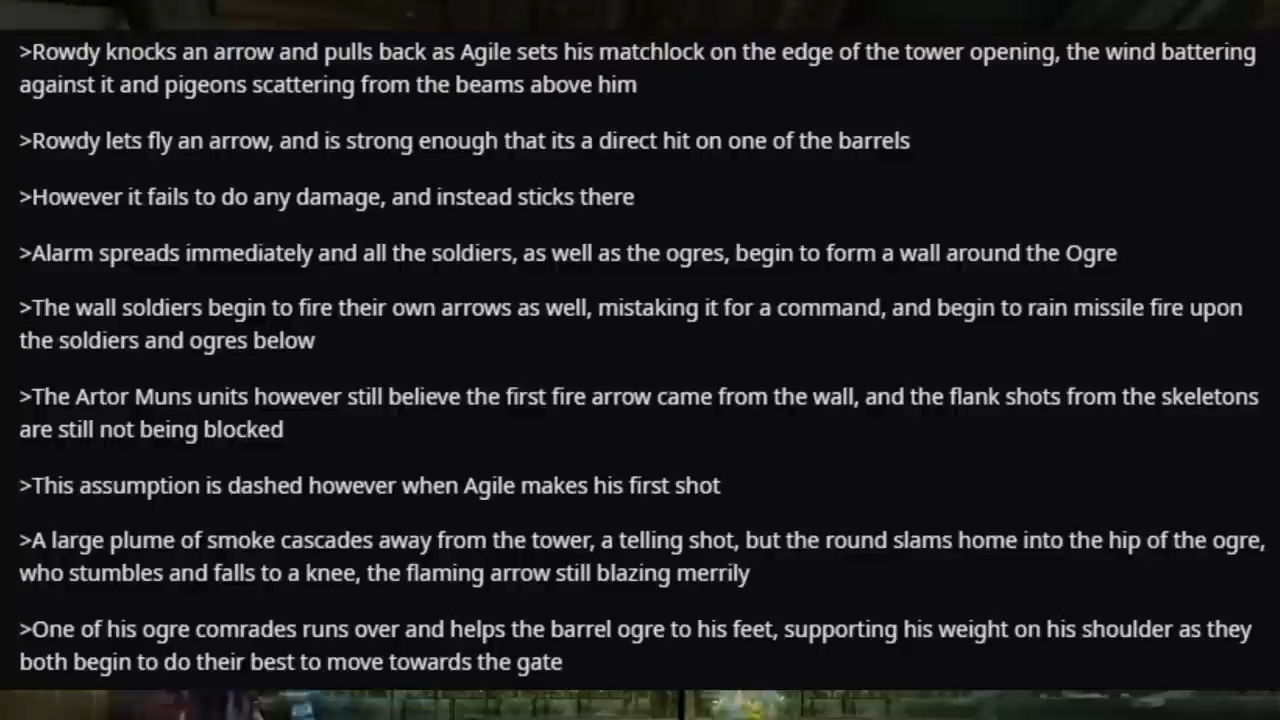 >Rowdy knocks an arrow and pulls back as Agile sets his matchlock on the edge of the tower opening, the wind battering
against it and pigeons scattering from the beams above him
>Rowdy lets fly an arrow, and is strong enough that its a direct hit on one of the barrels
>However it fails to do any damage, and instead sticks there
>Alarm spreads immediately and all the soldiers, as well as the ogres, begin to form a wall around the Ogre
>The wall soldiers begin to fire their own arrows as well, mistaking it for a command, and begin to rain missile fire upon
the soldiers and ogres below
>The Artor Muns units however still believe the first fire arrow came from the wall, and the flank shots from the skeletons
are still not being blocked
>This assumption is dashed however when Agile makes his first shot
>A large plume of smoke cascades away from the tower, a telling shot, but the round slams home into the hip of the ogre,
who stumbles and falls to a knee, the flaming arrow still blazing merrily
>One of his ogre comrades runs over and helps the barrel ogre to his feet, supporting his weight on his shoulder as they
both begin to do their best to move towards the gate